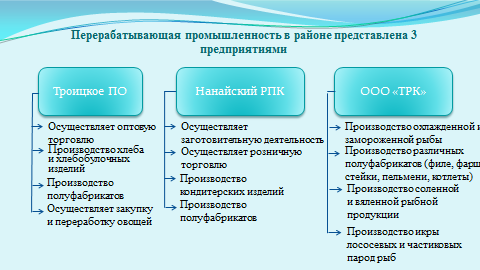 Перерабатывающая промышленность в районе представлена 3
предприятиями
Троицкое ПО
Осуществляет оптовую
торговлю
Производство хлеба
и хлебобулочных
изделий
Производство
полуфабрикатов
Осуществляет закупку
и переработку овощей
Нанайский РПК
Осуществляет
заготовительную деятельность
Осуществляет розничную
торговлю
Производство
кондитерских изделий
Производство
полуфабрикатов
ООО «ТРК»
Производство охлажденной и
замороженной рыбы
Производство различных
полуфабрикатов (филе, фарш
стейки, пельмени, котлеты)
Производство соленной
и вяленной рыбной
продукции
Производство икры
лососевых и частиковых
парод рыб